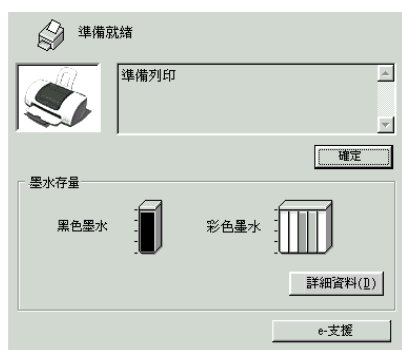 準備就緒
準備列印
確定
墨水存量
黑色墨水
彩色墨水
詳細資料(D)
e-支援